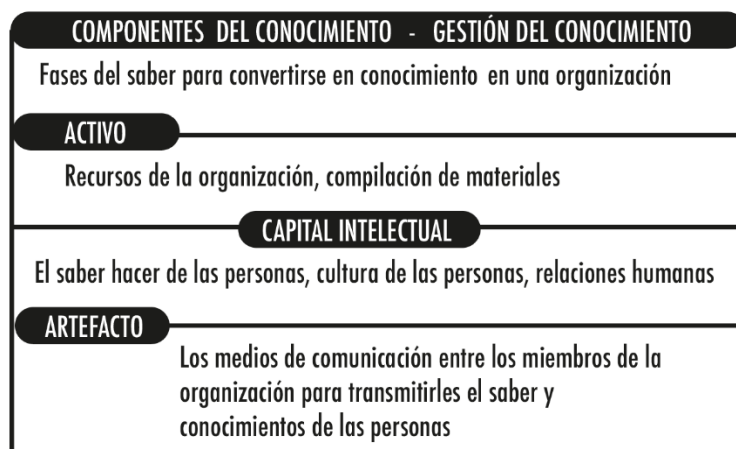 COMPONENTES DEL CONOCIMIENTO - GESTIÓN DEL CONOCIMIENTO
Fases del saber para convertirse en conocimiento en una organización
ACTIVO
Recursos de la organización, compilación de materiales
CAPITAL INTELECTUAL
El saber hacer de las personas, cultura de las personas, relaciones humanas
ARTEFACTO
Los medios de comunicación entre los miembros de la
organización para transmitirles el saber y
conocimientos de las personas